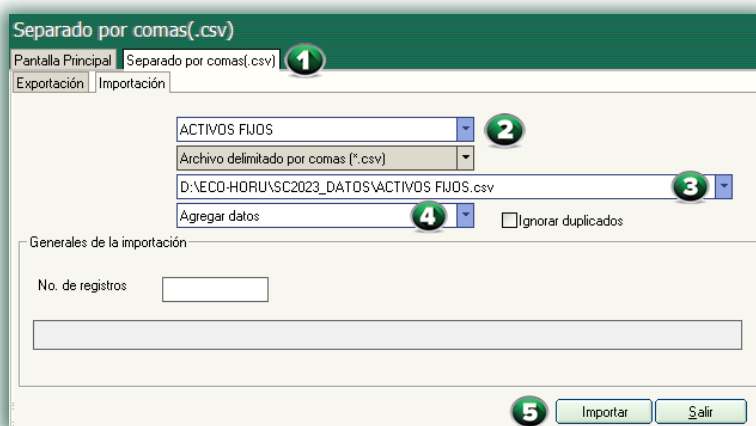 Separado por comas(.csv)
Pantalla Principal Separado por comas(.csv) 1
Exportación Importación
ACTIVOS FIJOS 2
Archivo delimitado por comas (*.csv)
D:\ECO-HORU\SC2023_DATOS\ACTIVOS FIJOS.csv 3
Agregar datos 4 Ignorar duplicados
Generales de la importación
No. de registros
5 Importar Salir